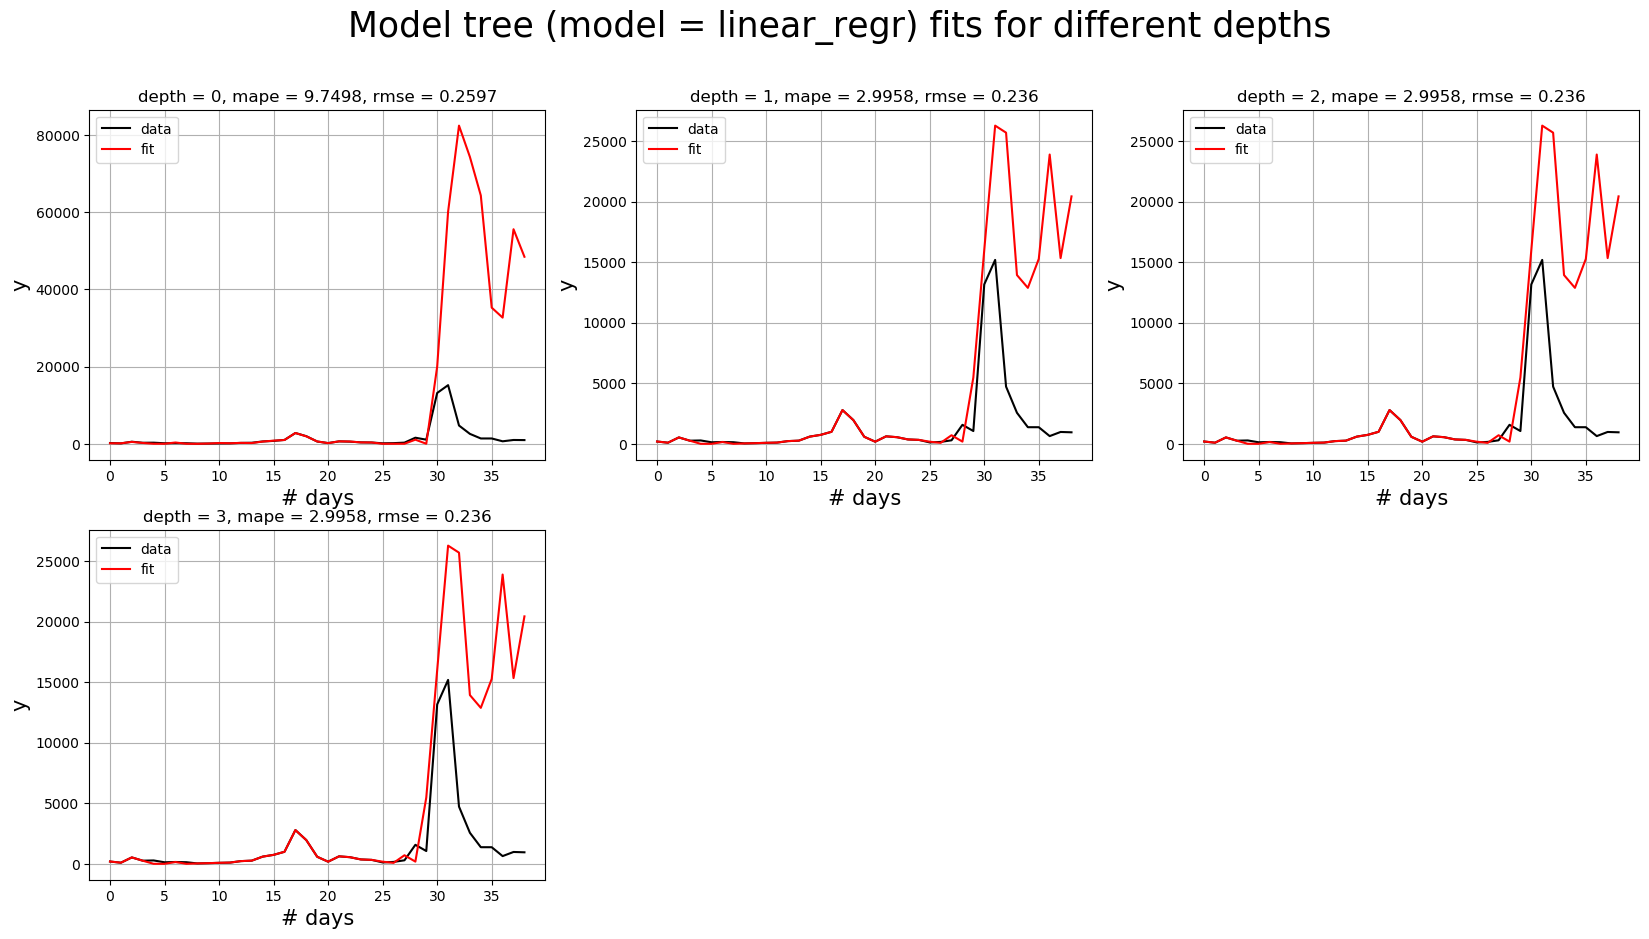 Model tree (model = linear_regr) fits for different depths
depth = 0, mape = 9.7498, rmse = 0.2597
data
fit
80000
60000
40000
20000
0
y
0 5 10 15 20 25 30 35
# days
depth = 1, mape = 2.9958, rmse = 0.236
data
fit
25000
20000
15000
10000
5000
0
y
0 5 10 15 20 25 30 35
# days
depth = 2, mape = 2.9958, rmse = 0.236
data
fit
25000
20000
15000
10000
5000
0
y
0 5 10 15 20 25 30 35
# days
depth = 3, mape = 2.9958, rmse = 0.236
data
fit
25000
20000
15000
10000
5000
0
y
0 5 10 15 20 25 30 35
# days